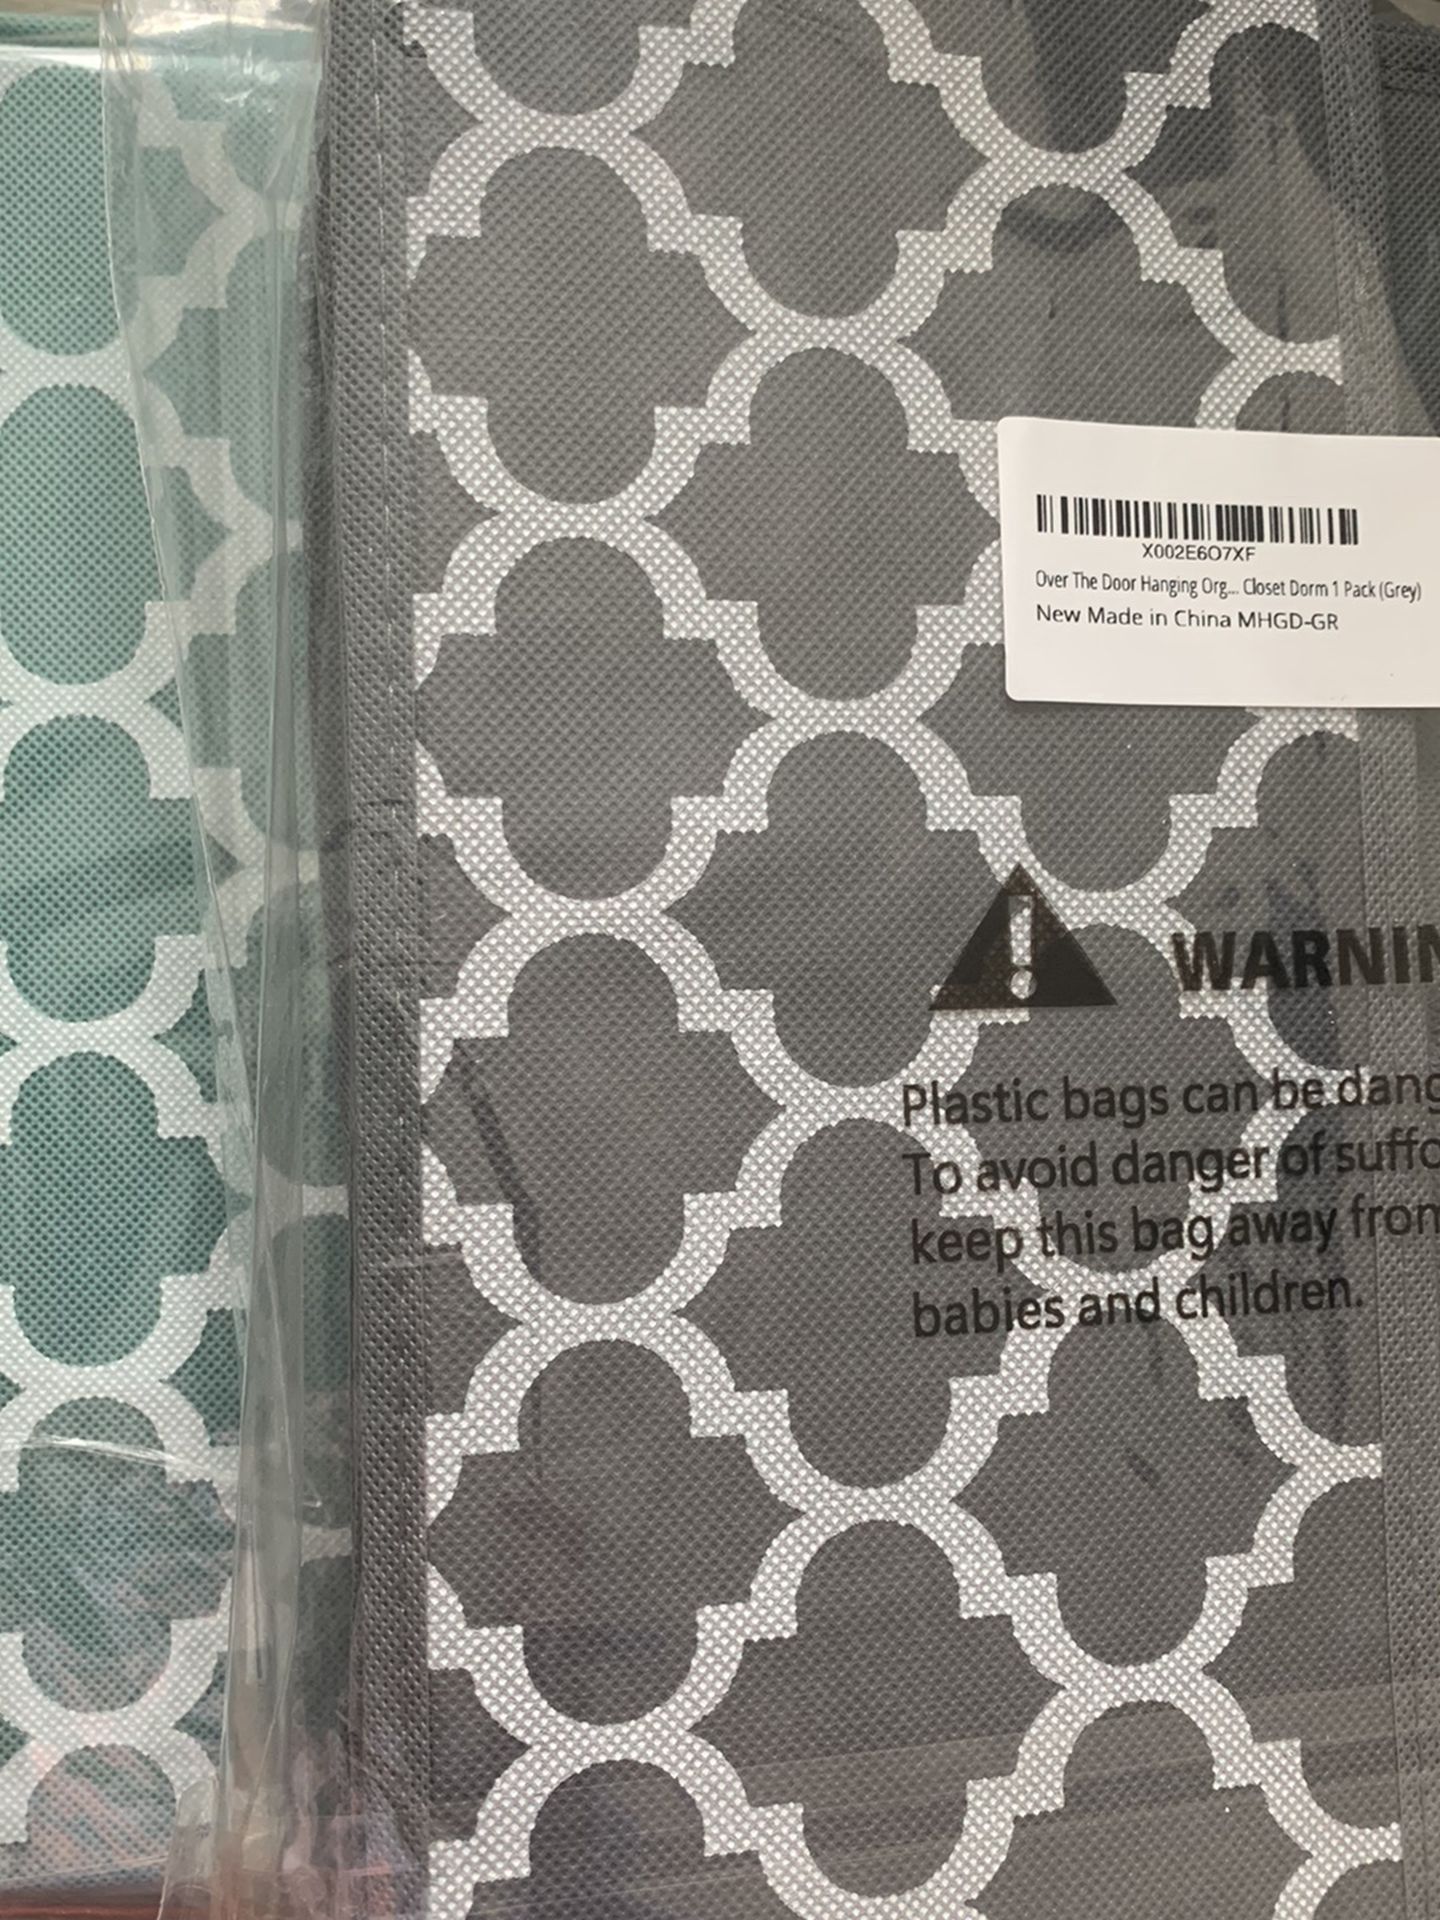 X002E6O7XF
Over The Door Hanging Org... Closet Dorm 1 Pack (Grey)
New Made in China MHGD-GR
WARNIN
Plastic bags can be dang
To avoid danger of suffo
keep this bag away from
babies and children.